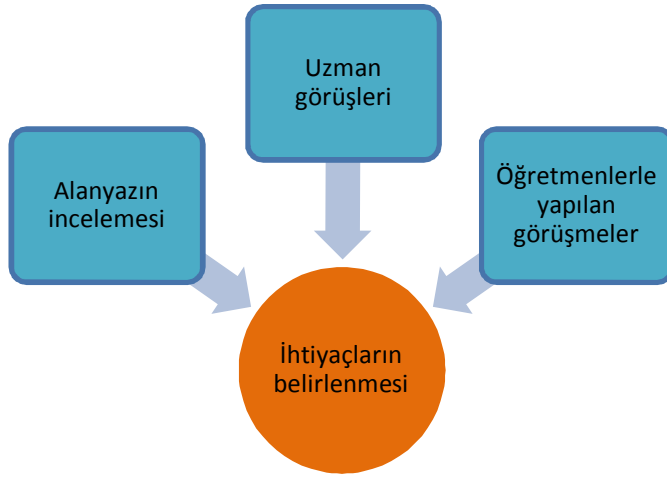 Uzman
görüşleri
Alanyazın
incelemesi
Öğretmenlerle
yapılan
görüşmeler
İhtiyaçların
belirlenmesi